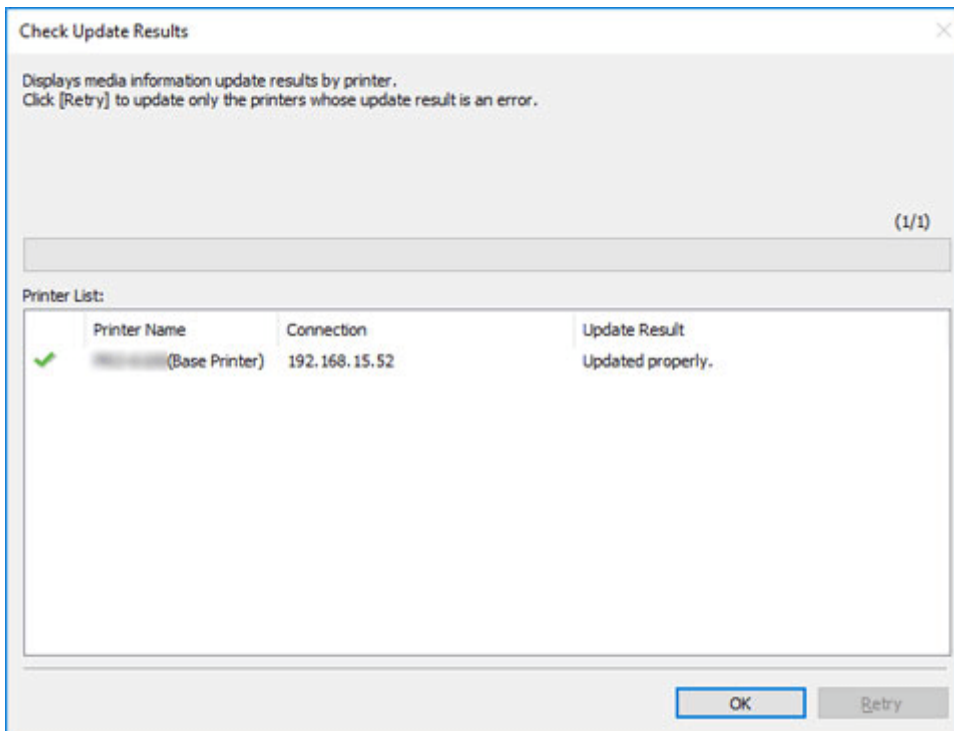 Check Update Results
Displays media information update results by printer.
Click [Retry] to update only the printers whose update result is an error.
(1/1)
Printer List:
Printer Name Connection Update Result
(Base Printer) 192.168.15.52 Updated properly.
OK Retry